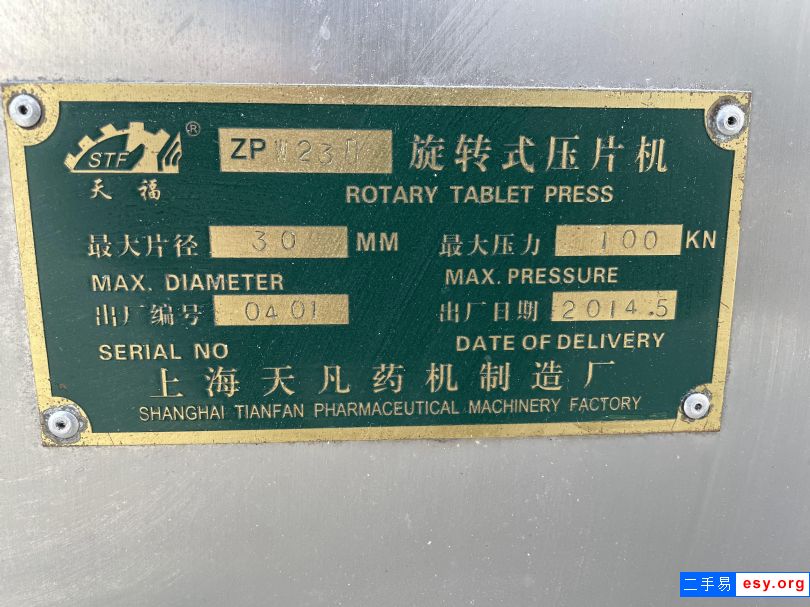 STF ® ZPW23D 旋转式压片机
天福 ROTARY TABLET PRESS
最大片径 30 MM 最大压力 100 KN
MAX. DIAMETER MAX. PRESSURE
出厂编号 0401 出厂日期 2014.5
SERIAL NO DATE OF DELIVERY
上海天凡药机制造厂
SHANGHAI TIANFAN PHARMACEUTICAL MACHINERY FACTORY
二手易 esy.org